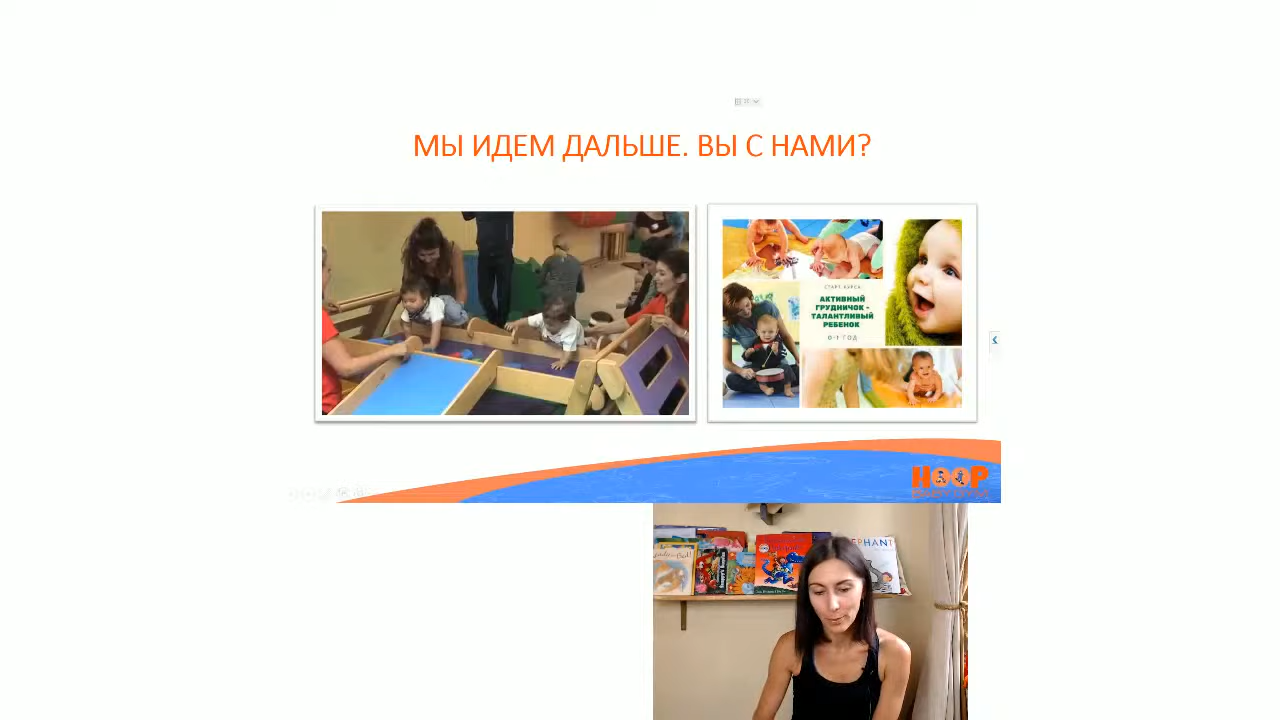 МЫ ИДЕМ ДАЛЬШЕ. ВЫ С НАМИ?
СТАРТ КУРСА
АКТИВНЫЙ
ГРУДНИЧОК -
ТАЛАНТЛИВЫЙ
РЕБЕНОК
0-1 ГОД
HOOP